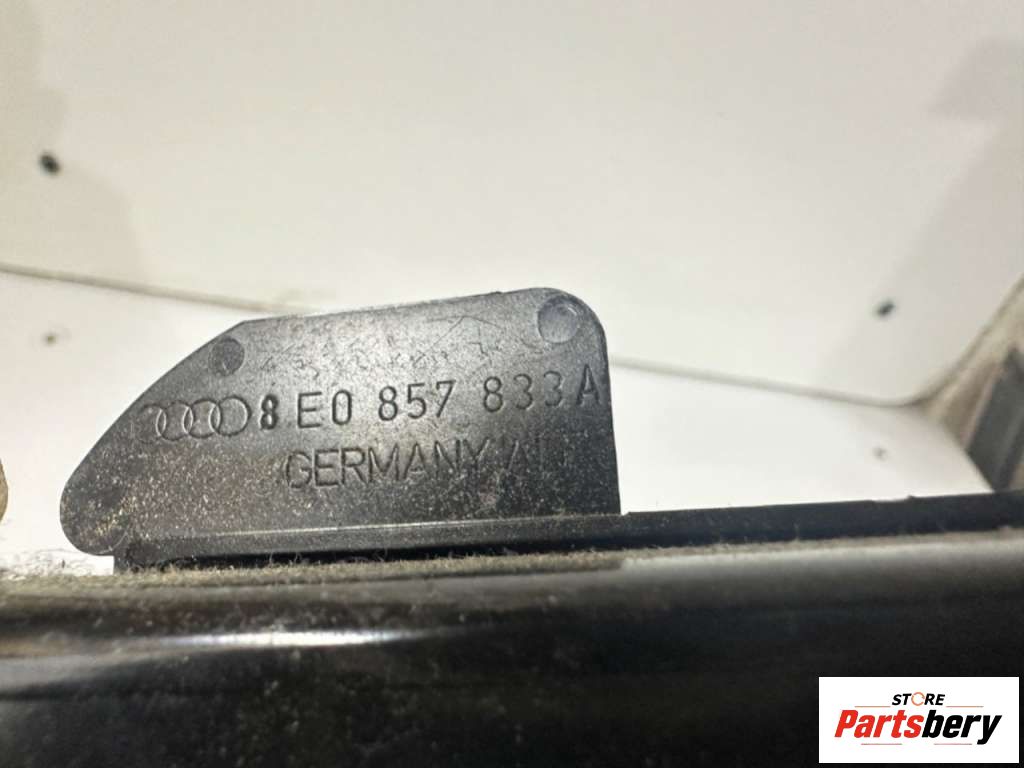 8E0 857 833 A
GERMANY
STORE
Partsbery